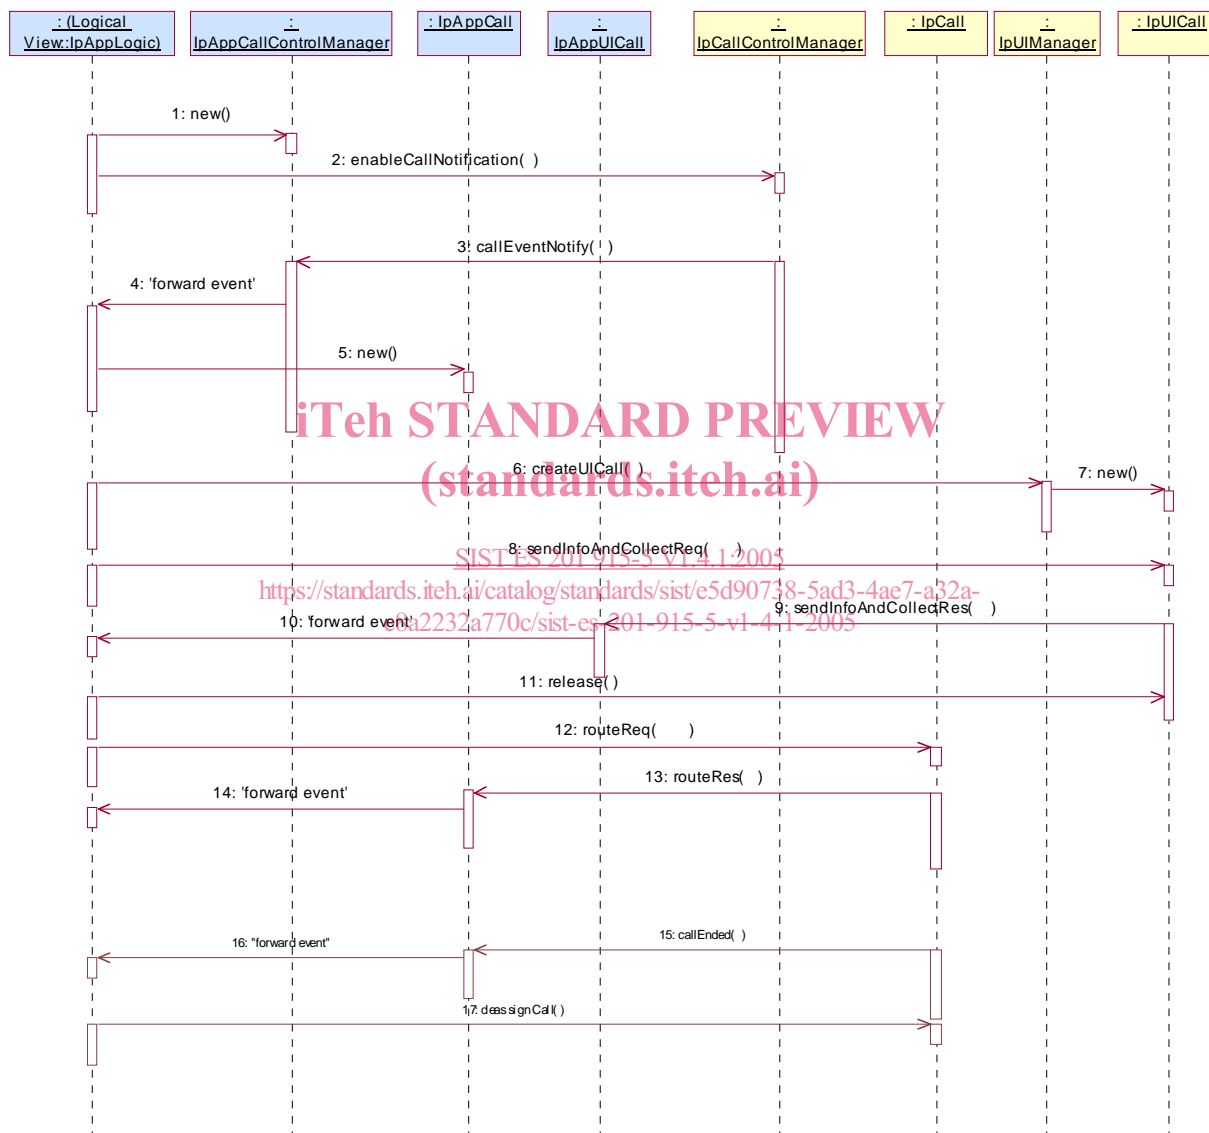 : (Logical
View::IpAppLogic)
:
IpAppCallControlManager
: IpAppCall
:
IpAppUICall
:
IpCallControlManager
: IpCall
:
IpUIManager
: IpUICall
1: new()
2: enableCallNotification( )
3: callEventNotify( )
4: 'forward event'
5: new()
iTeh STANDARD PREVIEW
(standards.iteh.ai)
6: createUICall( )
7: new()
8: sendInfoAndCollectReq( )
SIST ES 201 915-5 V1.4.1:2005
https://standards.iteh.ai/catalog/standards/sist/e5d90738-5ad3-4ae7-a32a-
e8a2232a770c/sist-es-201-915-5-v1-4-1-2005
9: sendInfoAndCollectRes( )
10: 'forward event'
11: release( )
12: routeReq( )
13: routeRes( )
14: 'forward event'
15: callEnded( )
16: "forward event"
17: deassignCall( )